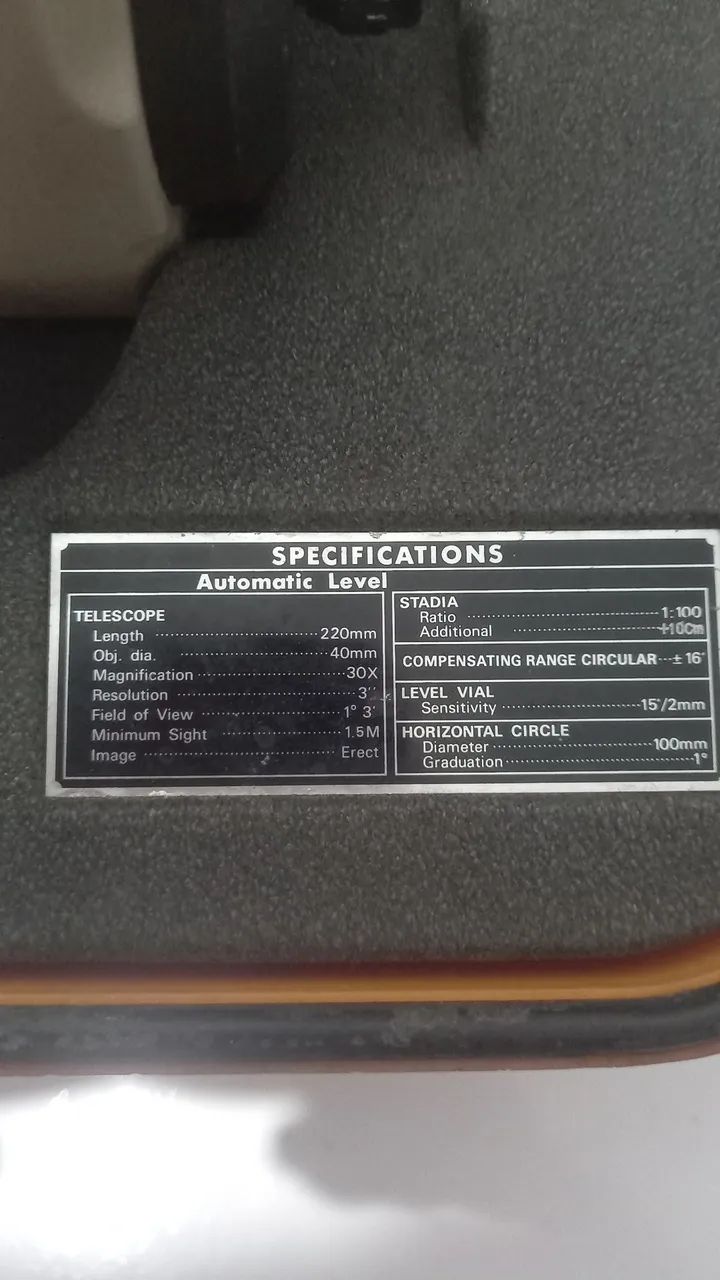 SPECIFICATIONS
Automatic Level
TELESCOPE
Length 220mm
Obj. dia. 40mm
Magnification 30X
Resolution 3″
Field of View 1° 3′
Minimum Sight 1.5M
Image Erect
STADIA
Ratio 1:100
Additional +10Cm
COMPENSATING RANGE CIRCULAR ±16′
LEVEL VIAL
Sensitivity 15′/2mm
HORIZONTAL CIRCLE
Diameter 100mm
Graduation 1°